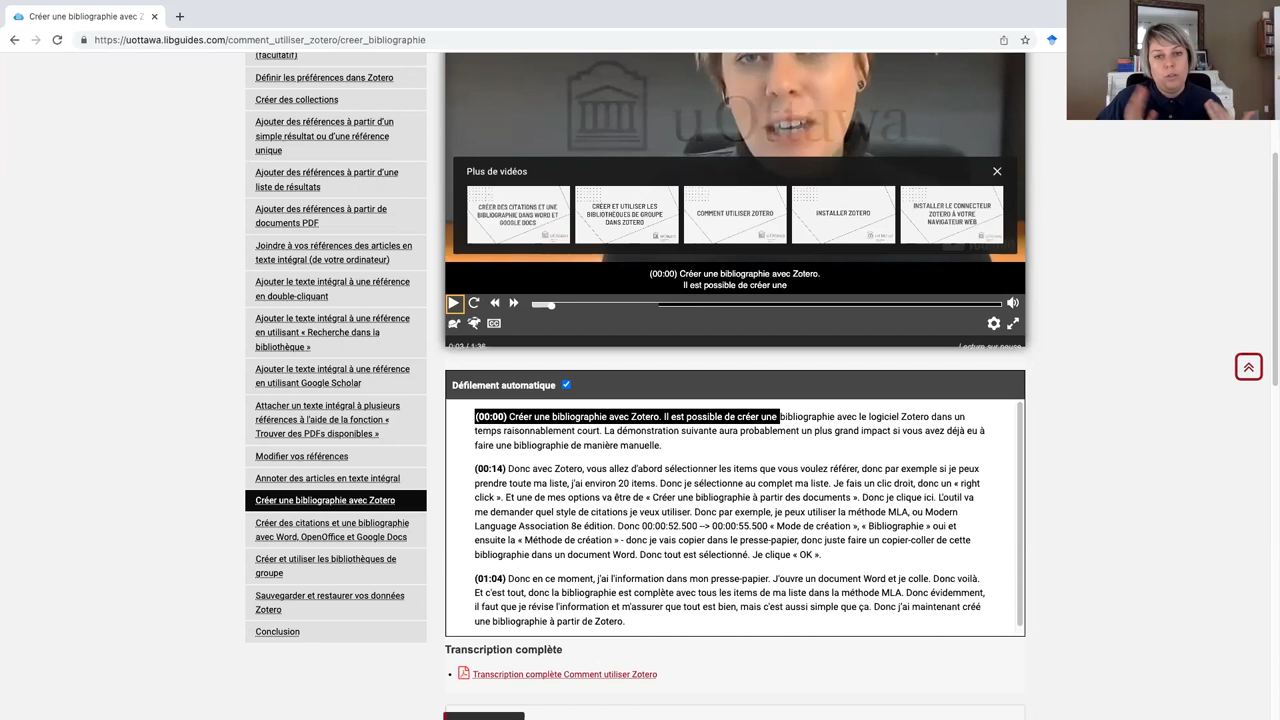 Créer une bibliographie avec Z
https://uottawa.libguides.com/comment_utiliser_zotero/creer_bibliographie
(facultatif)
Définir les préférences dans Zotero
Créer des collections
Ajouter des références à partir d'un
simple résultat ou d'une référence
unique
Ajouter des références à partir d'une
liste de résultats
Ajouter des références à partir de
documents PDF
Joindre à vos références des articles en
texte intégral (de votre ordinateur)
Ajouter le texte intégral à une référence
en double-cliquant
Ajouter le texte intégral à une référence
en utilisant « Recherche dans la
bibliothèque »
Ajouter le texte intégral à une référence
en utilisant Google Scholar
Attacher un texte intégral à plusieurs
références à l'aide de la fonction «
Trouver des PDFs disponibles »
Modifier vos références
Annoter des articles en texte intégral
Créer une bibliographie avec Zotero
Créer des citations et une bibliographie
avec Word, OpenOffice et Google Docs
Créer et utiliser les bibliothèques de
groupe
Sauvegarder et restaurer vos données
Zotero
Conclusion
uOttawa
Plus de vidéos
CRÉER DES CITATIONS ET UNE
BIBLIOGRAPHIE DANS WORD ET
GOOGLE DOCS
CRÉER ET UTILISER LES
BIBLIOTHÈQUES DE GROUPE
DANS ZOTERO
COMMENT UTILISER ZOTERO
INSTALLER ZOTERO
INSTALLER LE CONNECTEUR
ZOTERO À VOTRE
NAVIGATEUR WEB
(00:00) Créer une bibliographie avec Zotero.
Il est possible de créer une
CC
0:03 / 1:36
Lecture sur pause
Défilement automatique
(00:00) Créer une bibliographie avec Zotero. Il est possible de créer une bibliographie avec le logiciel Zotero dans un
temps raisonnablement court. La démonstration suivante aura probablement un plus grand impact si vous avez déjà eu à
faire une bibliographie de manière manuelle.
(00:14) Donc avec Zotero, vous allez d'abord sélectionner les items que vous voulez référer, donc par exemple si je peux
prendre toute ma liste, j'ai environ 20 items. Donc je sélectionne au complet ma liste. Je fais un clic droit, donc un « right
click ». Et une de mes options va être de « Créer une bibliographie à partir des documents ». Donc je clique ici. L'outil va
me demander quel style de citations je veux utiliser. Donc par exemple, je peux utiliser la méthode MLA, ou Modern
Language Association 8e édition. Donc 00:00:52.500 --> 00:00:55.500 « Mode de création », « Bibliographie » oui et
ensuite la « Méthode de création » - donc je vais copier dans le presse-papier, donc juste faire un copier-coller de cette
bibliographie dans un document Word. Donc tout est sélectionné. Je clique « OK ».
(01:04) Donc en ce moment, j'ai l'information dans mon presse-papier. J'ouvre un document Word et je colle. Donc voilà.
Et c'est tout, donc la bibliographie est complète avec tous les items de ma liste dans la méthode MLA. Donc évidemment,
il faut que je révise l'information et m'assurer que tout est bien, mais c'est aussi simple que ça. Donc j'ai maintenant créé
une bibliographie à partir de Zotero.
Transcription complète
Transcription complète Comment utiliser Zotero